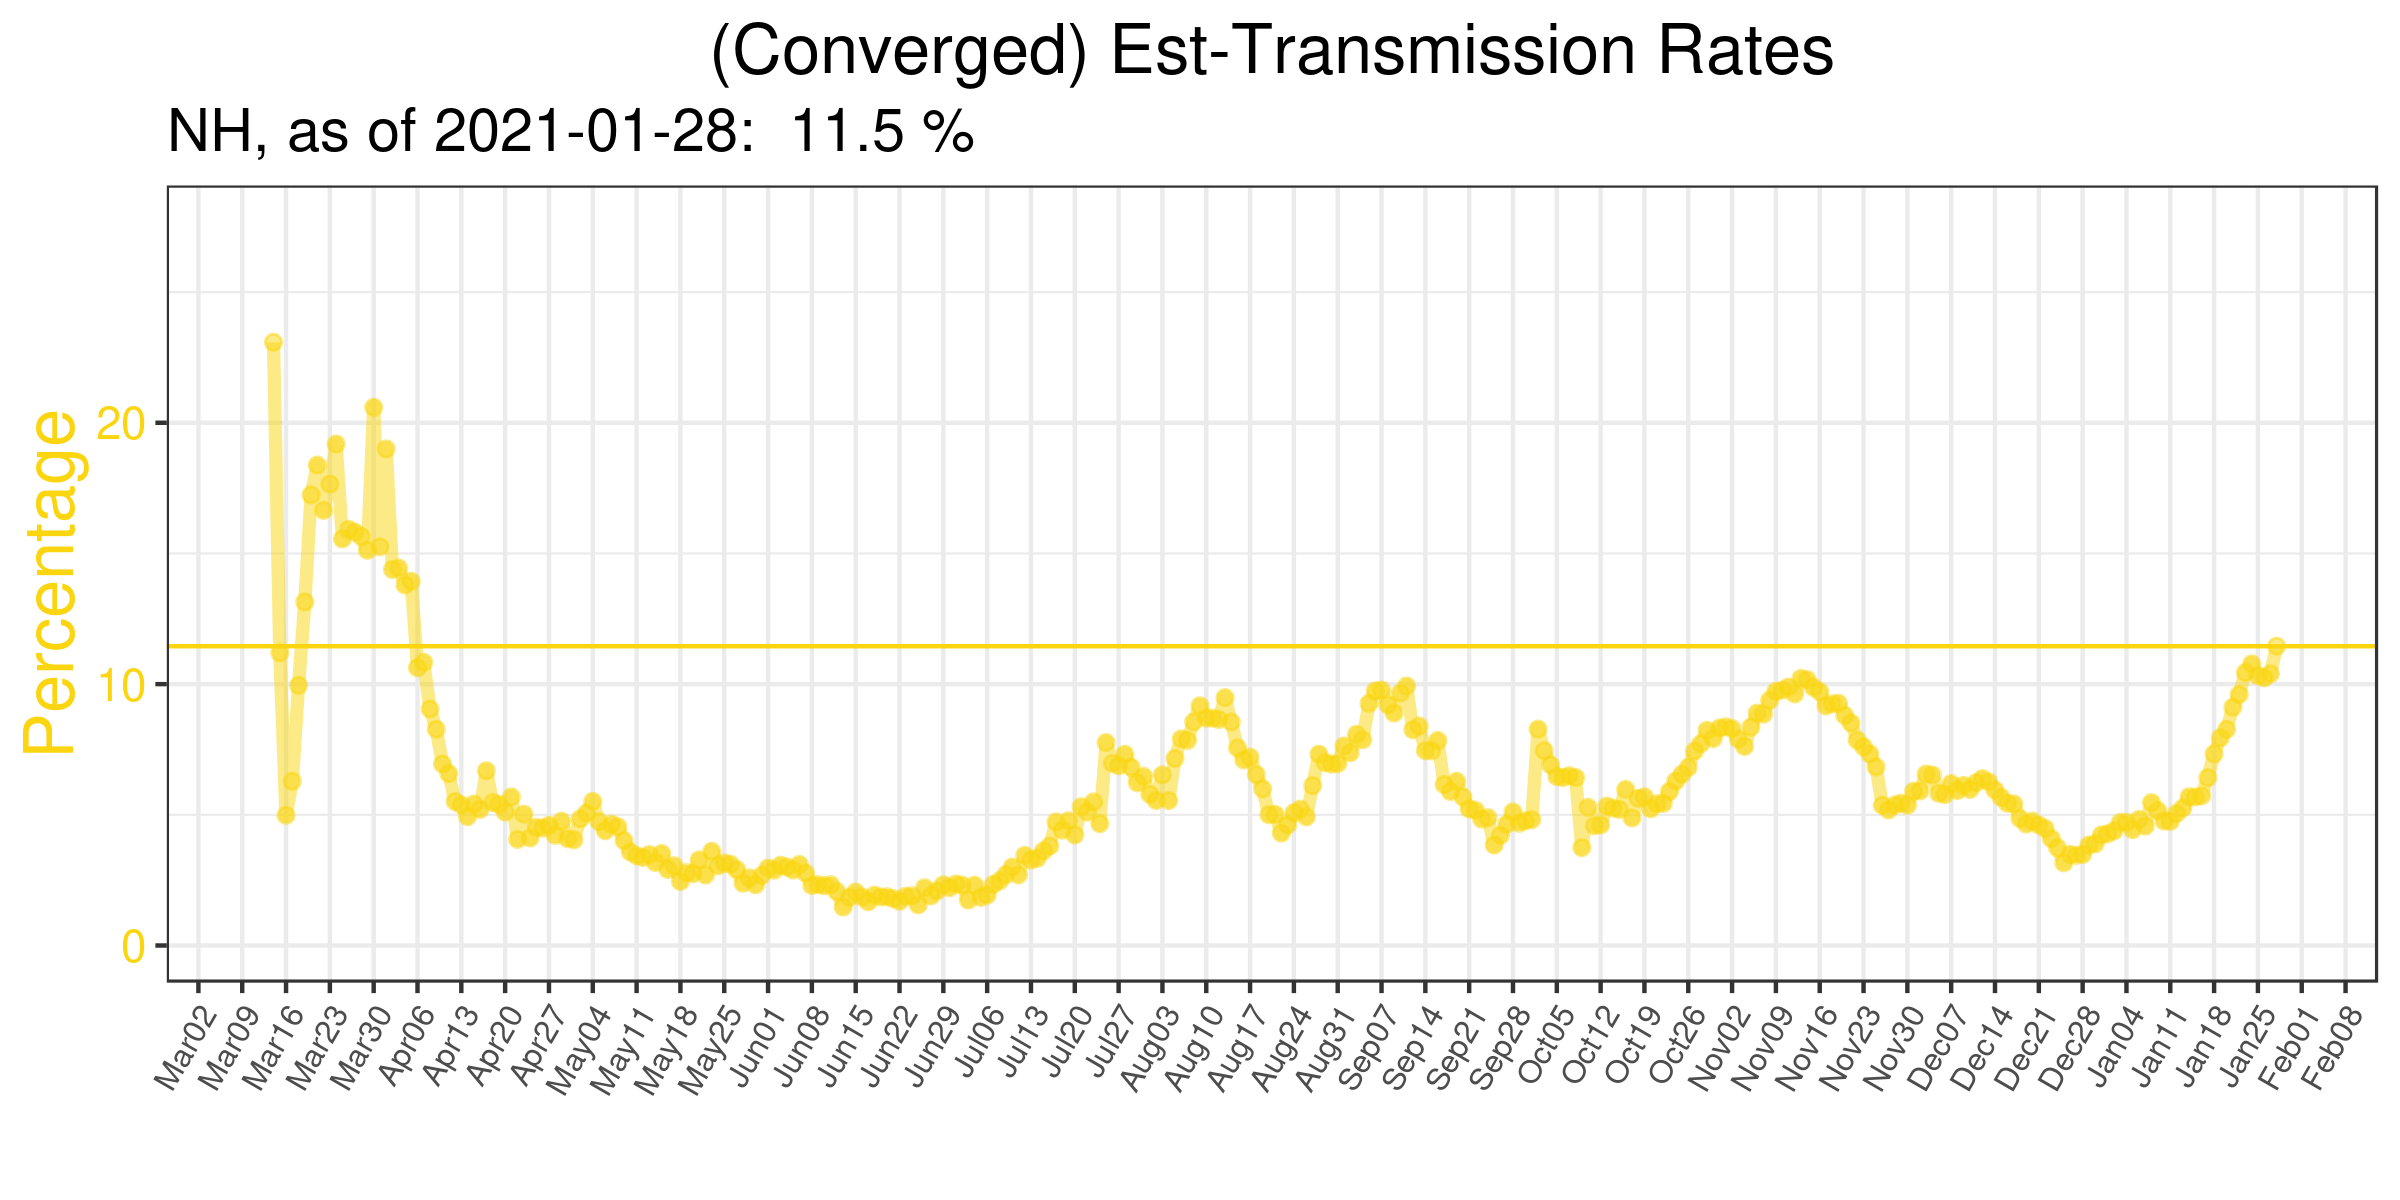 (Converged) Est-Transmission Rates
NH, as of 2021-01-28:  11.5 %
Percentage
20
10
0
Mar02
Mar09
Mar16
Mar23
Mar30
Apr06
Apr13
Apr20
Apr27
May04
May11
May18
May25
Jun01
Jun08
Jun15
Jun22
Jun29
Jul06
Jul13
Jul20
Jul27
Aug03
Aug10
Aug17
Aug24
Aug31
Sep07
Sep14
Sep21
Sep28
Oct05
Oct12
Oct19
Oct26
Nov02
Nov09
Nov16
Nov23
Nov30
Dec07
Dec14
Dec21
Dec28
Jan04
Jan11
Jan18
Jan25
Feb01
Feb08